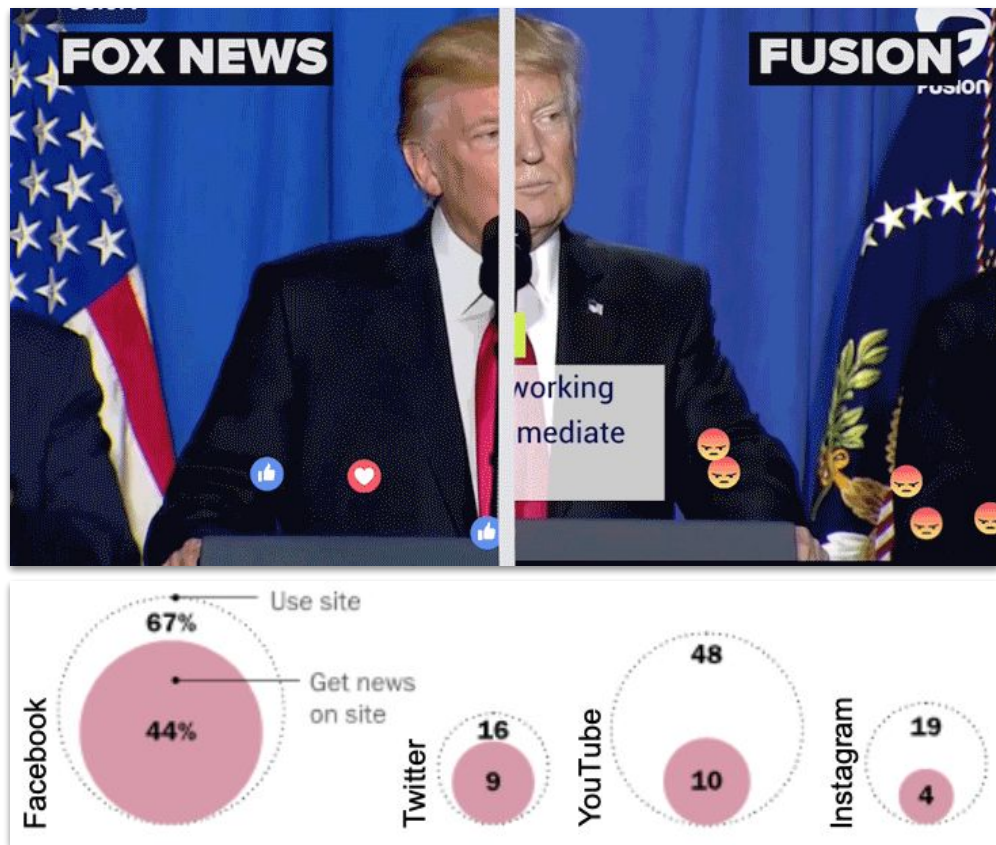 FOX NEWS
FUSION
FUSION
working
mediate
Use site
67%
Get news
on site
44%
Facebook
16
9
Twitter
48
10
YouTube
19
4
Instagram